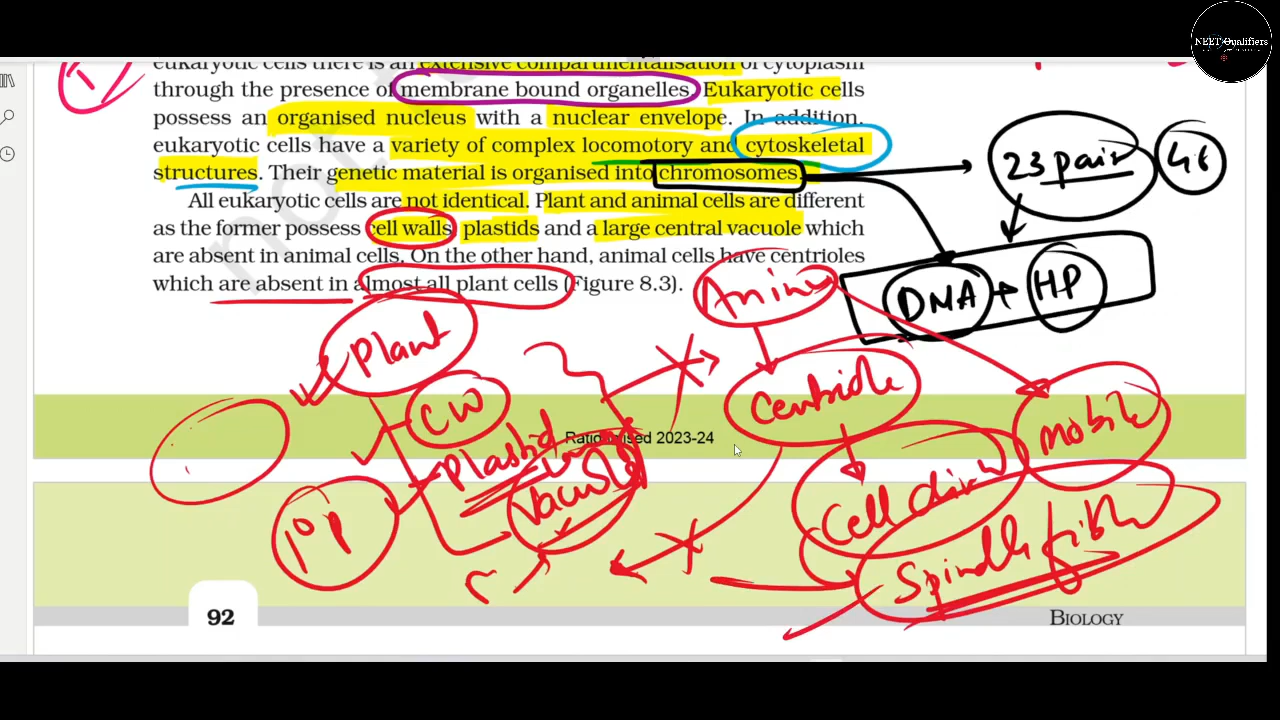 NEET Qualifiers
eukaryotic cells there is an extensive compartmentalisation of cytoplasm
through the presence of membrane bound organelles. Eukaryotic cells
possess an organised nucleus with a nuclear envelope. In addition,
eukaryotic cells have a variety of complex locomotory and cytoskeletal
structures. Their genetic material is organised into chromosomes.
All eukaryotic cells are not identical. Plant and animal cells are different
as the former possess cell walls, plastids and a large central vacuole which
are absent in animal cells. On the other hand, animal cells have centrioles
which are absent in almost all plant cells (Figure 8.3).
23 pair
46
DNA + HP
Plant
CW
Plastid
Vacuole
Centriole
mobile
Cell
Spindle
Rationalised 2023-24
92
BIOLOGY